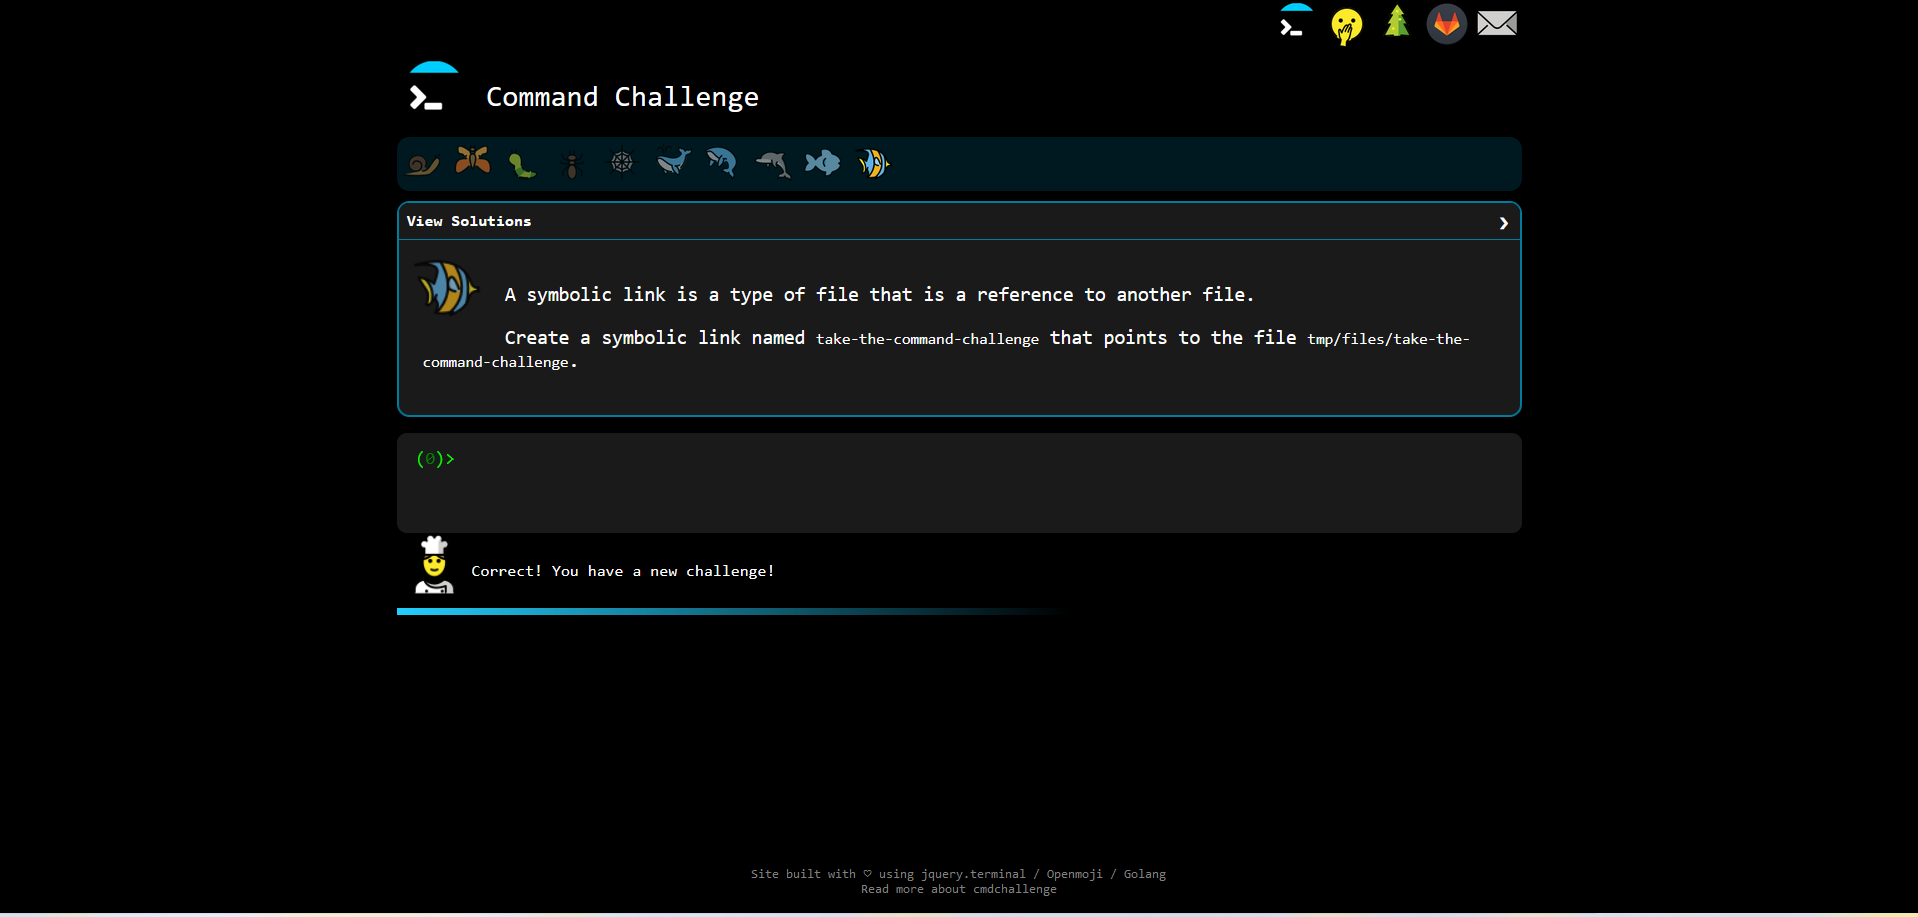 Command Challenge
View Solutions ❯
A symbolic link is a type of file that is a reference to another file.
Create a symbolic link named take-the-command-challenge that points to the file tmp/files/take-the-
command-challenge.
(0)>
Correct! You have a new challenge!
Site built with ♡ using jquery.terminal / Openmoji / Golang
Read more about cmdchallenge